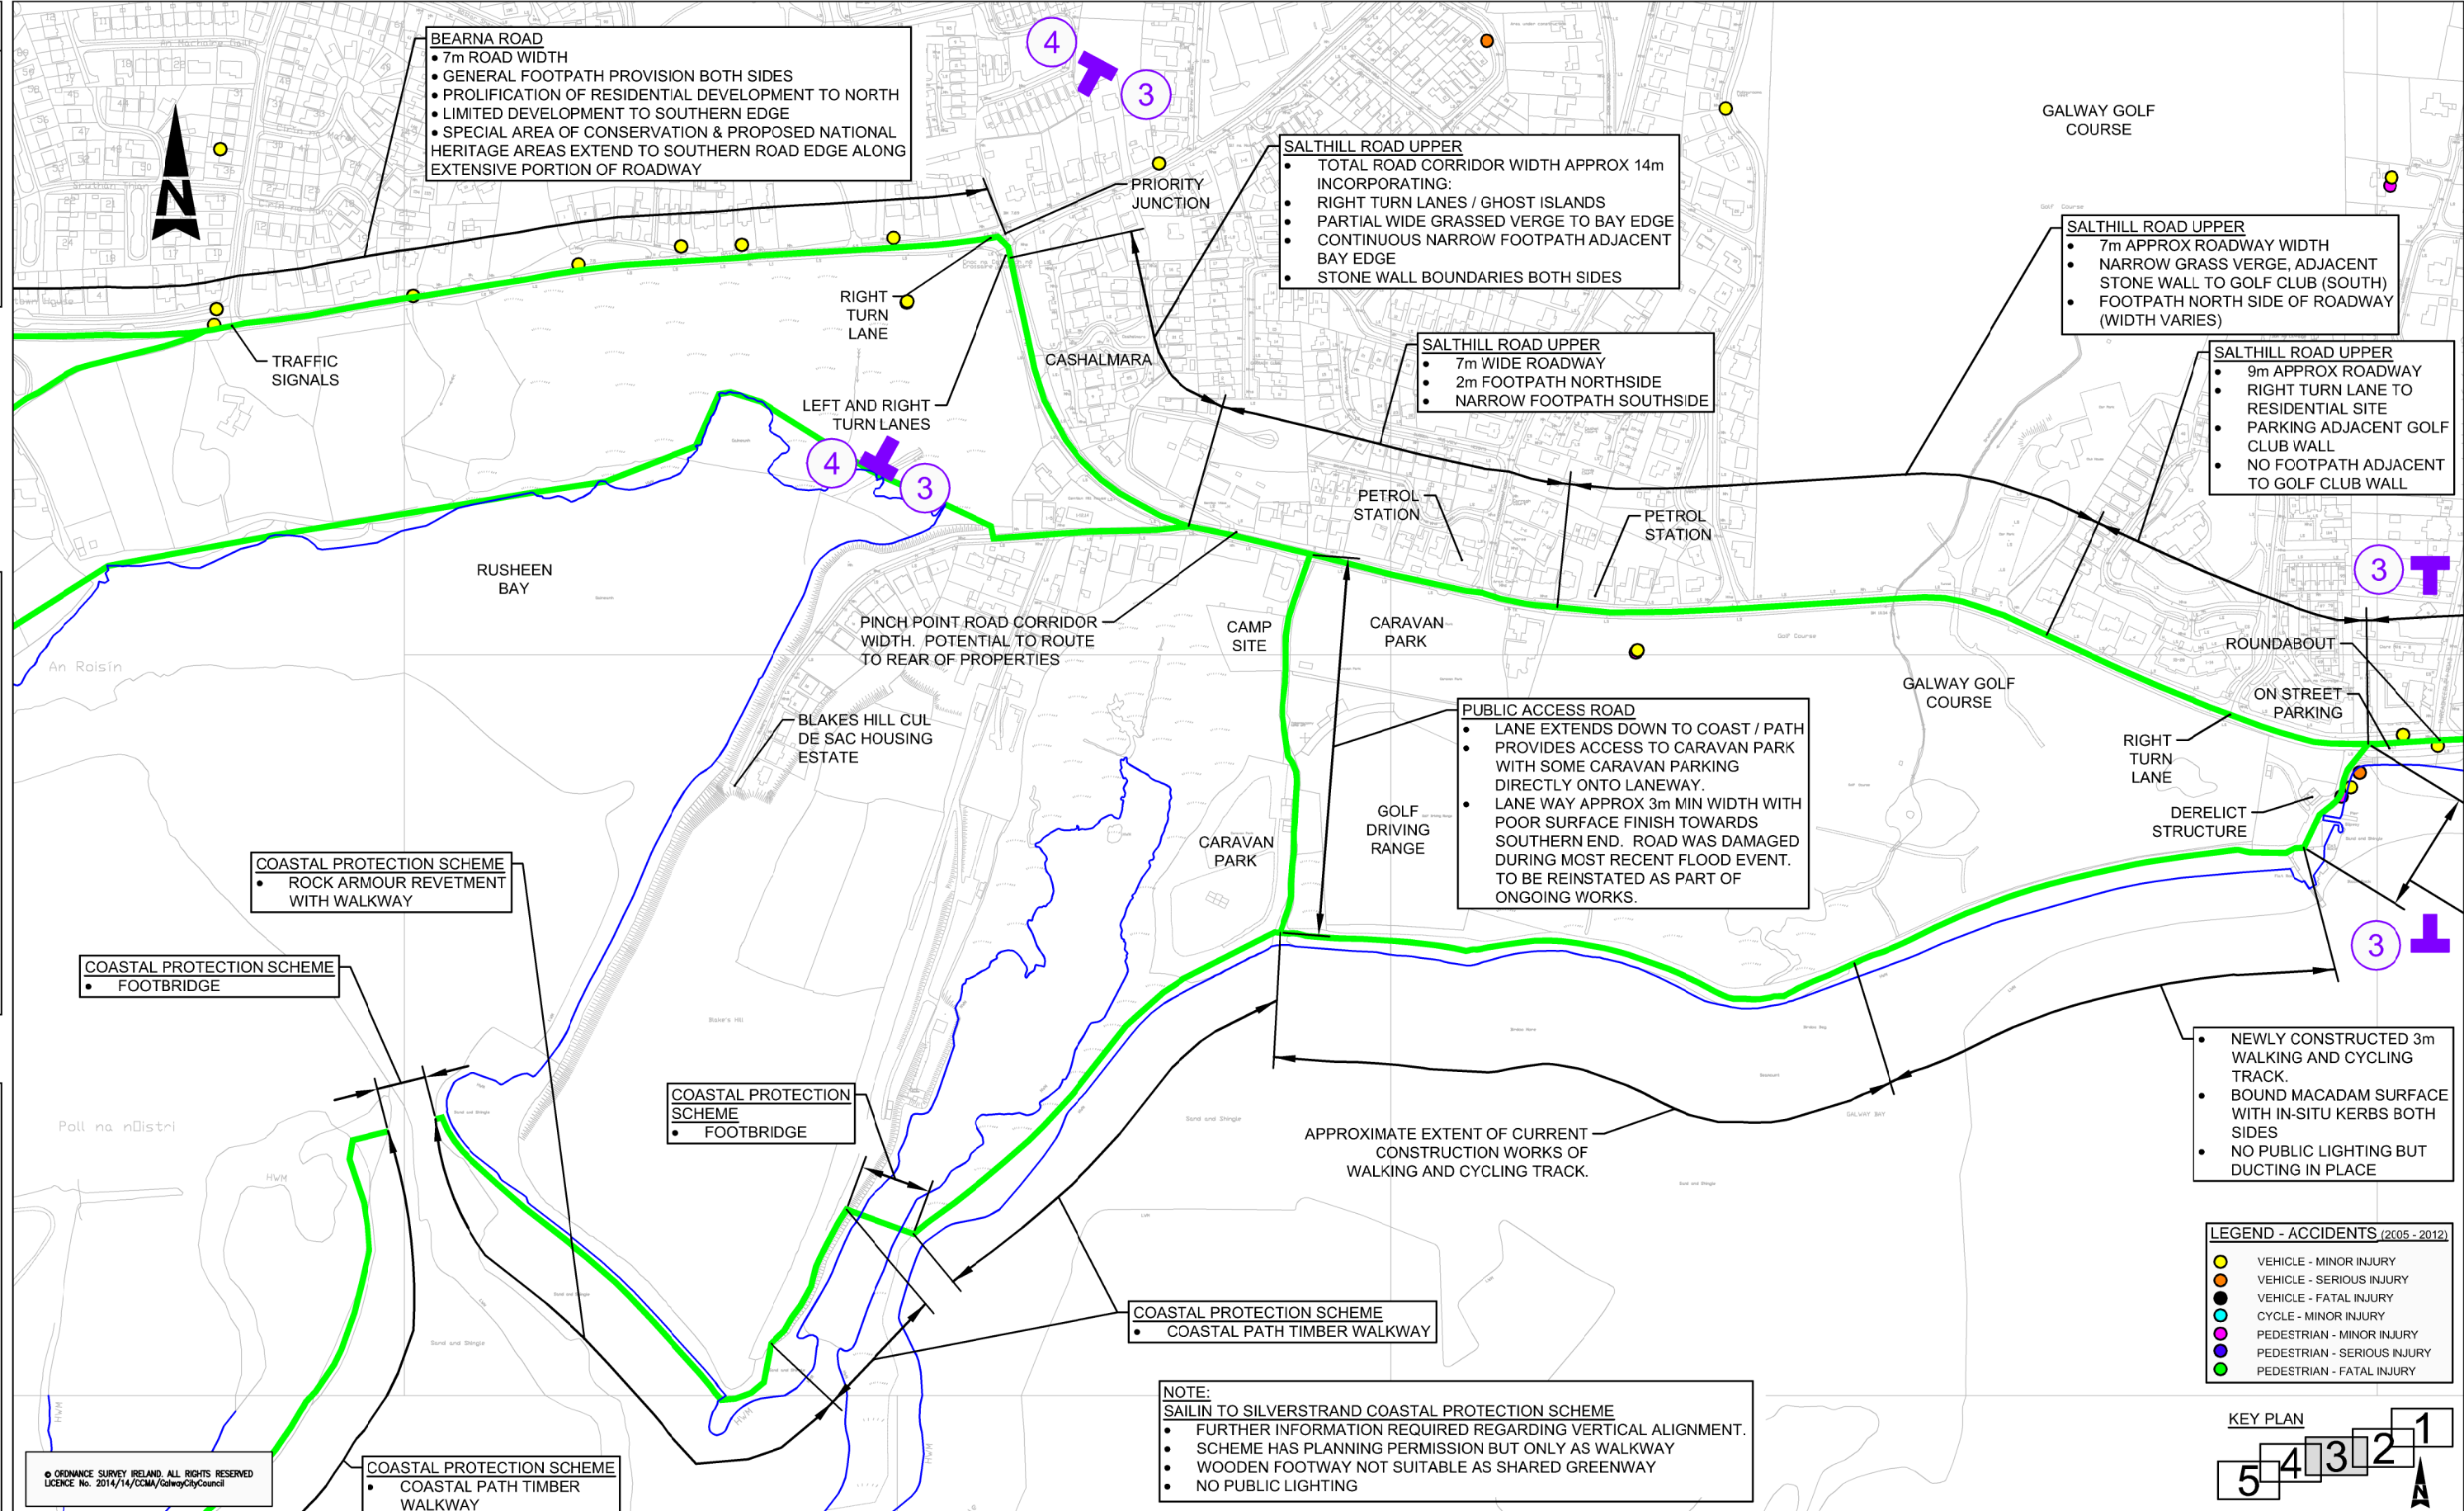 BEARNA ROAD
• 7m ROAD WIDTH
• GENERAL FOOTPATH PROVISION BOTH SIDES
• PROLIFICATION OF RESIDENTIAL DEVELOPMENT TO NORTH
• LIMITED DEVELOPMENT TO SOUTHERN EDGE
• SPECIAL AREA OF CONSERVATION & PROPOSED NATIONAL
HERITAGE AREAS EXTEND TO SOUTHERN ROAD EDGE ALONG
EXTENSIVE PORTION OF ROADWAY
N
4
3
PRIORITY
JUNCTION
SALTHILL ROAD UPPER
• TOTAL ROAD CORRIDOR WIDTH APPROX 14m
INCORPORATING:
• RIGHT TURN LANES / GHOST ISLANDS
• PARTIAL WIDE GRASSED VERGE TO BAY EDGE
• CONTINUOUS NARROW FOOTPATH ADJACENT
BAY EDGE
• STONE WALL BOUNDARIES BOTH SIDES
GALWAY GOLF
COURSE
Golf Course
SALTHILL ROAD UPPER
• 7m APPROX ROADWAY WIDTH
• NARROW GRASS VERGE, ADJACENT
STONE WALL TO GOLF CLUB (SOUTH)
• FOOTPATH NORTH SIDE OF ROADWAY
(WIDTH VARIES)
SALTHILL ROAD UPPER
• 9m APPROX ROADWAY
• RIGHT TURN LANE TO
RESIDENTIAL SITE
• PARKING ADJACENT GOLF
CLUB WALL
• NO FOOTPATH ADJACENT
TO GOLF CLUB WALL
SALTHILL ROAD UPPER
• 7m WIDE ROADWAY
• 2m FOOTPATH NORTHSIDE
• NARROW FOOTPATH SOUTHSIDE
RIGHT
TURN
LANE
TRAFFIC
SIGNALS
CASHALMARA
LEFT AND RIGHT
TURN LANES
4
3
PETROL
STATION
PETROL
STATION
3
RUSHEEN
BAY
An Roisín
PINCH POINT ROAD CORRIDOR
WIDTH. POTENTIAL TO ROUTE
TO REAR OF PROPERTIES
CAMP
SITE
CARAVAN
PARK
Golf Course
ROUNDABOUT
GALWAY GOLF
COURSE
ON STREET
PARKING
BLAKES HILL CUL
DE SAC HOUSING
ESTATE
PUBLIC ACCESS ROAD
• LANE EXTENDS DOWN TO COAST / PATH
• PROVIDES ACCESS TO CARAVAN PARK
WITH SOME CARAVAN PARKING
DIRECTLY ONTO LANEWAY.
• LANE WAY APPROX 3m MIN WIDTH WITH
POOR SURFACE FINISH TOWARDS
SOUTHERN END. ROAD WAS DAMAGED
DURING MOST RECENT FLOOD EVENT.
TO BE REINSTATED AS PART OF
ONGOING WORKS.
RIGHT
TURN
LANE
GOLF
DRIVING
RANGE
CARAVAN
PARK
DERELICT
STRUCTURE
COASTAL PROTECTION SCHEME
• ROCK ARMOUR REVETMENT
WITH WALKWAY
3
COASTAL PROTECTION SCHEME
• FOOTBRIDGE
Blake's Hill
COASTAL PROTECTION
SCHEME
• FOOTBRIDGE
Sand and Shingle
GALWAY BAY
APPROXIMATE EXTENT OF CURRENT
CONSTRUCTION WORKS OF
WALKING AND CYCLING TRACK.
• NEWLY CONSTRUCTED 3m
WALKING AND CYCLING
TRACK.
• BOUND MACADAM SURFACE
WITH IN-SITU KERBS BOTH
SIDES
• NO PUBLIC LIGHTING BUT
DUCTING IN PLACE
HWM
Sand and Shingle
LEGEND - ACCIDENTS (2005 - 2012)
VEHICLE - MINOR INJURY
VEHICLE - SERIOUS INJURY
VEHICLE - FATAL INJURY
CYCLE - MINOR INJURY
PEDESTRIAN - MINOR INJURY
PEDESTRIAN - SERIOUS INJURY
PEDESTRIAN - FATAL INJURY
COASTAL PROTECTION SCHEME
• COASTAL PATH TIMBER WALKWAY
NOTE:
SAILIN TO SILVERSTRAND COASTAL PROTECTION SCHEME
• FURTHER INFORMATION REQUIRED REGARDING VERTICAL ALIGNMENT.
• SCHEME HAS PLANNING PERMISSION BUT ONLY AS WALKWAY
• WOODEN FOOTWAY NOT SUITABLE AS SHARED GREENWAY
• NO PUBLIC LIGHTING
HWM
HWM
HWM
© ORDNANCE SURVEY IRELAND. ALL RIGHTS RESERVED
LICENCE No. 2014/14/CCMA/GalwayCityCouncil
COASTAL PROTECTION SCHEME
• COASTAL PATH TIMBER
WALKWAY
KEY PLAN
5 4 3 2 1
N